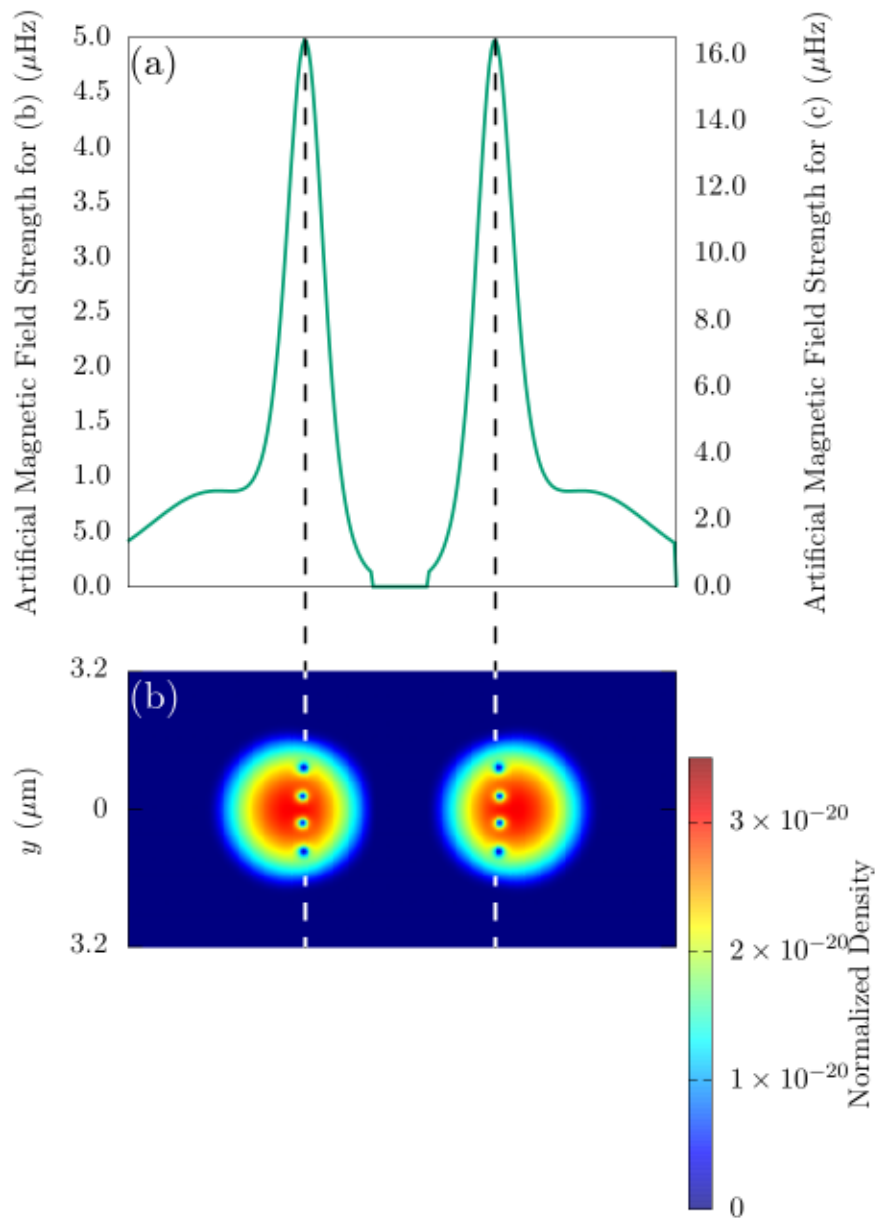 Artificial Magnetic Field Strength for (b) (μHz)
5.0
4.5
4.0
3.5
3.0
2.5
2.0
1.5
1.0
5.0
0.0
(a)
16.0
14.0
12.0
10.0
8.0
6.0
4.0
2.0
0.0
Artificial Magnetic Field Strength for (c) (μHz)
y (μm)
3.2
0
3.2
(b)
3 × 10⁻²⁰
2 × 10⁻²⁰
1 × 10⁻²⁰
0
Normalized Density